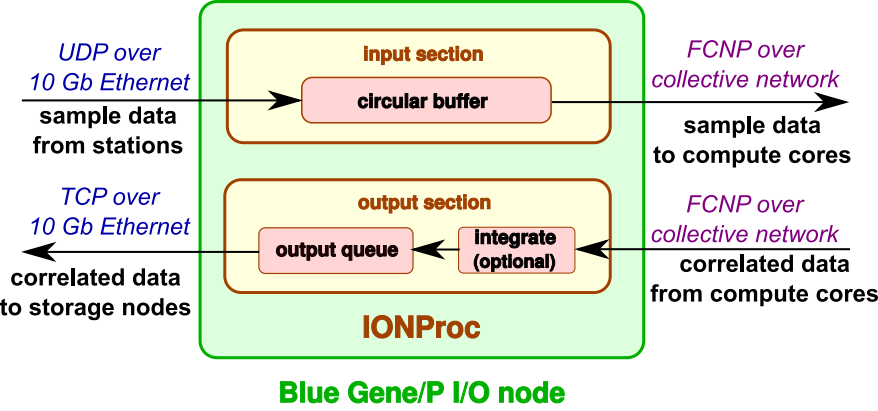 UDP over
10 Gb Ethernet
sample data
from stations
input section
circular buffer
FCNP over
collective network
sample data
to compute cores
TCP over
10 Gb Ethernet
correlated data
to storage nodes
output section
output queue
integrate
(optional)
FCNP over
collective network
correlated data
from compute cores
IONProc
Blue Gene/P I/O node